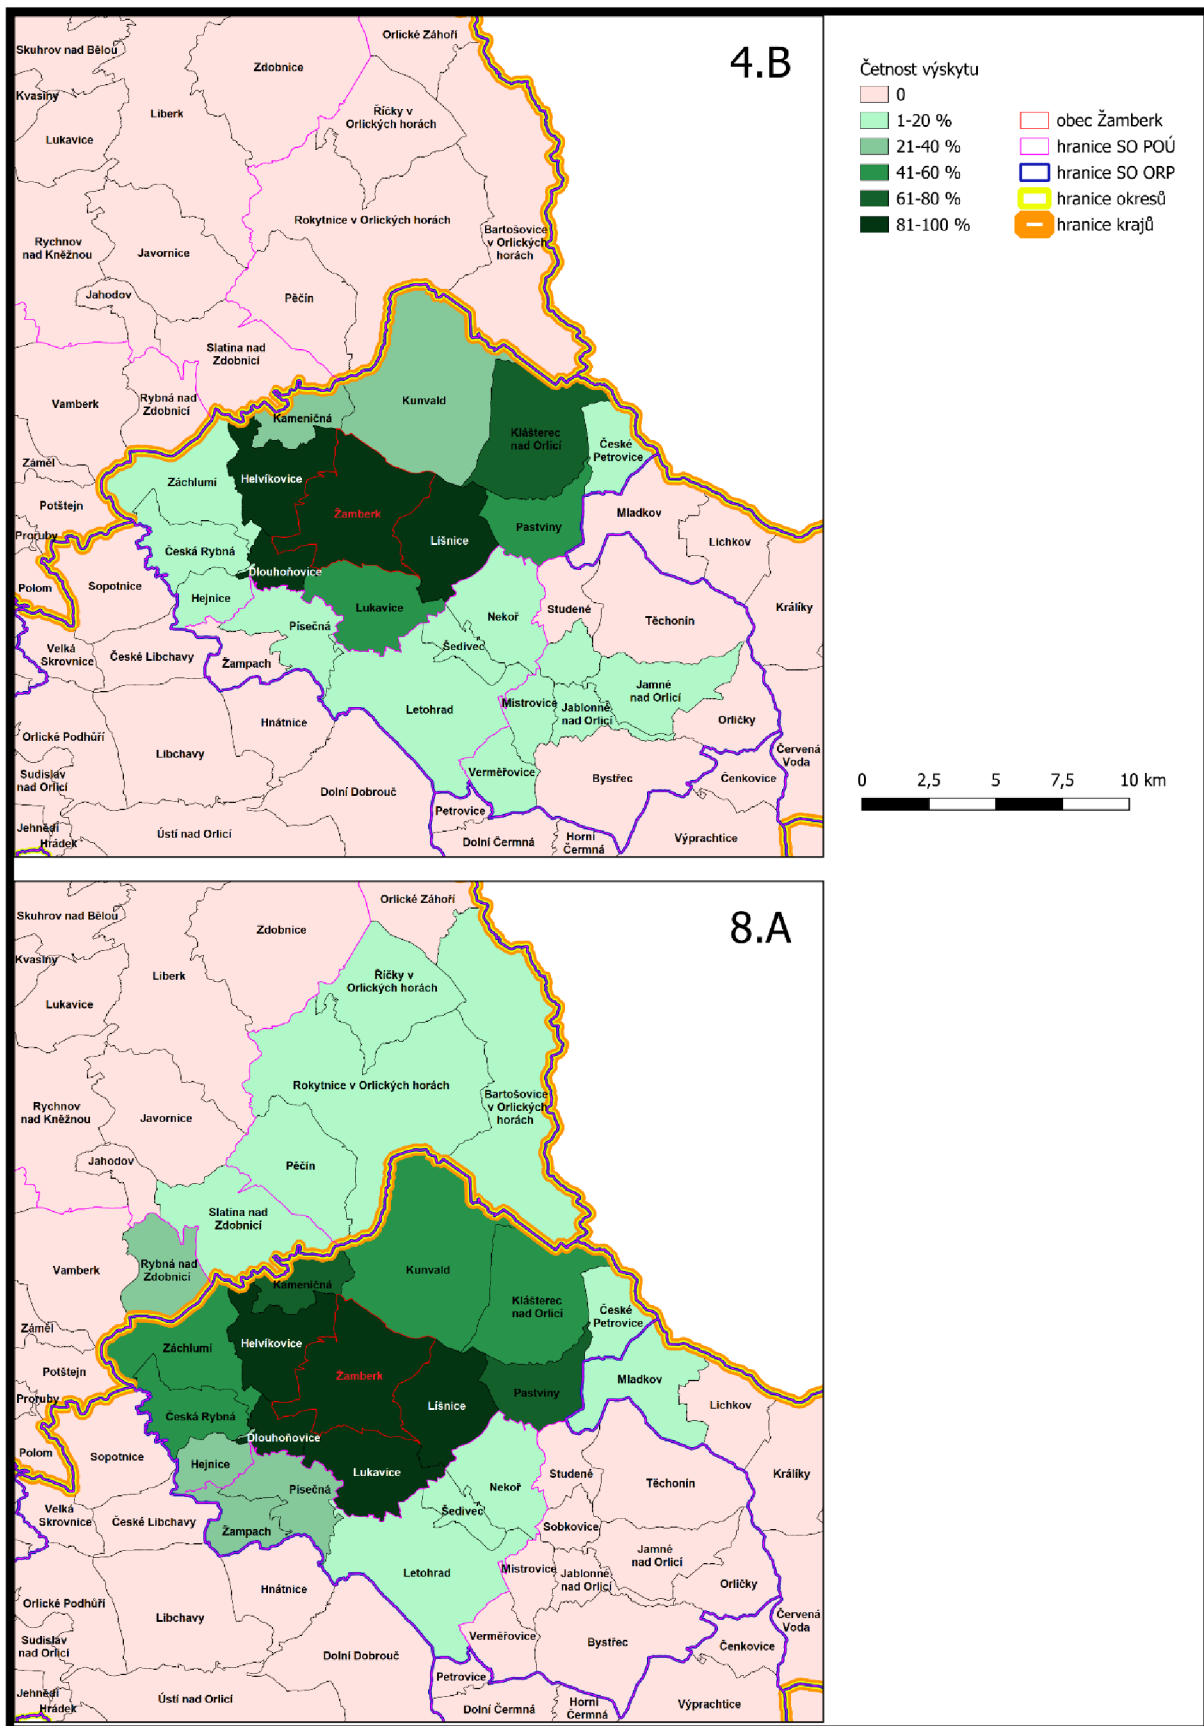 4.B
Orlické Záhoří
Skuhrov nad Bělou
Zdobnice
Kvasiny
Liberk
Lukavice
Říčky v
Orlických horách
Rokytnice v Orlických horách
Bartošovice
v Orlických
horách
Rychnov
nad Kněžnou
Javornice
Jahodov
Pěčín
Slatina nad
Zdobnicí
Vamberk
Rybná nad
Zdobnicí
Kunvald
Kameničná
Klášterec
nad Orlicí
České
Petrovice
Záměl
Záchlumí
Helvíkovice
Potštejn
Žamberk
Mladkov
Pastviny
Líšnice
Lichkov
Proruby
Česká Rybná
Polom
Sopotnice
Dlouhoňovice
Hejnice
Lukavice
Studené
Králíky
Písečná
Nekoř
Těchonín
Velká
Skrovnice
České Libchavy
Žampach
Šedivec
Jamné
nad Orlicí
Letohrad
Mistrovice
Jablonné
nad Orlicí
Orličky
Hnátnice
Orlické Podhůří
Libchavy
Červená
Voda
Sudislav
nad Orlicí
Dolní Dobrouč
Verměřovice
Bystřec
Čenkovice
Petrovice
Jehnědí
Hrádek
Ústí nad Orlicí
Dolní Čermná
Horní
Čermná
Výprachtice
Četnost výskytu
0
1-20 %
21-40 %
41-60 %
61-80 %
81-100 %
obec Žamberk
hranice SO POÚ
hranice SO ORP
hranice okresů
hranice krajů
0 2,5 5 7,5 10 km
8.A
Orlické Záhoří
Skuhrov nad Bělou
Zdobnice
Kvasiny
Liberk
Lukavice
Říčky v
Orlických horách
Rokytnice v Orlických horách
Bartošovice
v Orlických
horách
Rychnov
nad Kněžnou
Javornice
Jahodov
Pěčín
Slatina nad
Zdobnicí
Vamberk
Rybná nad
Zdobnicí
Kunvald
Kameničná
Klášterec
nad Orlicí
České
Petrovice
Záměl
Záchlumí
Helvíkovice
Potštejn
Žamberk
Mladkov
Pastviny
Líšnice
Lichkov
Proruby
Česká Rybná
Polom
Sopotnice
Dlouhoňovice
Hejnice
Lukavice
Studené
Králíky
Písečná
Nekoř
Těchonín
Velká
Skrovnice
České Libchavy
Žampach
Šedivec
Sobkovice
Jamné
nad Orlicí
Letohrad
Mistrovice
Jablonné
nad Orlicí
Orličky
Hnátnice
Orlické Podhůří
Libchavy
Červená
Voda
Sudislav
nad Orlicí
Dolní Dobrouč
Verměřovice
Bystřec
Čenkovice
Petrovice
Jehnědí
Hrádek
Ústí nad Orlicí
Dolní Čermná
Horní
Čermná
Výprachtice